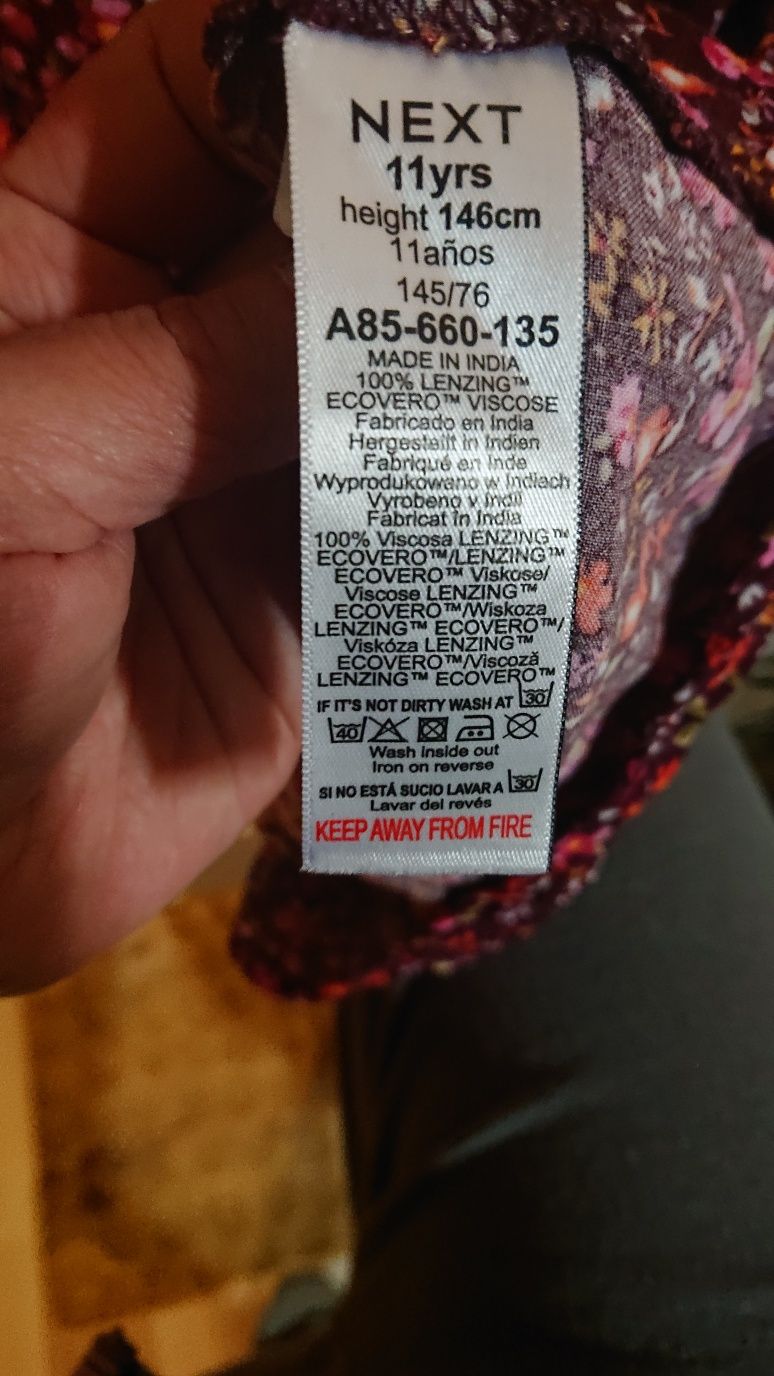 NEXT
11yrs
height 146cm
11años
145/76
A85-660-135
MADE IN INDIA
100% LENZING™
ECOVERO™ VISCOSE
Fabricado en India
Hergestellt in Indien
Fabriqué en Inde
Wyprodukowano w Indiach
Vyrobeno v Indii
Fabricat în India
100% Viscosa LENZING™
ECOVERO™/LENZING™
ECOVERO™ Viskose/
Viscose LENZING™
ECOVERO™/Wiskoza
LENZING™ ECOVERO™/
Viskóza LENZING™
ECOVERO™/Viscoză
LENZING™ ECOVERO™
IF IT'S NOT DIRTY WASH AT 30
40
Wash inside out
Iron on reverse
SI NO ESTÁ SUCIO LAVAR A 30
Lavar del revés
KEEP AWAY FROM FIRE